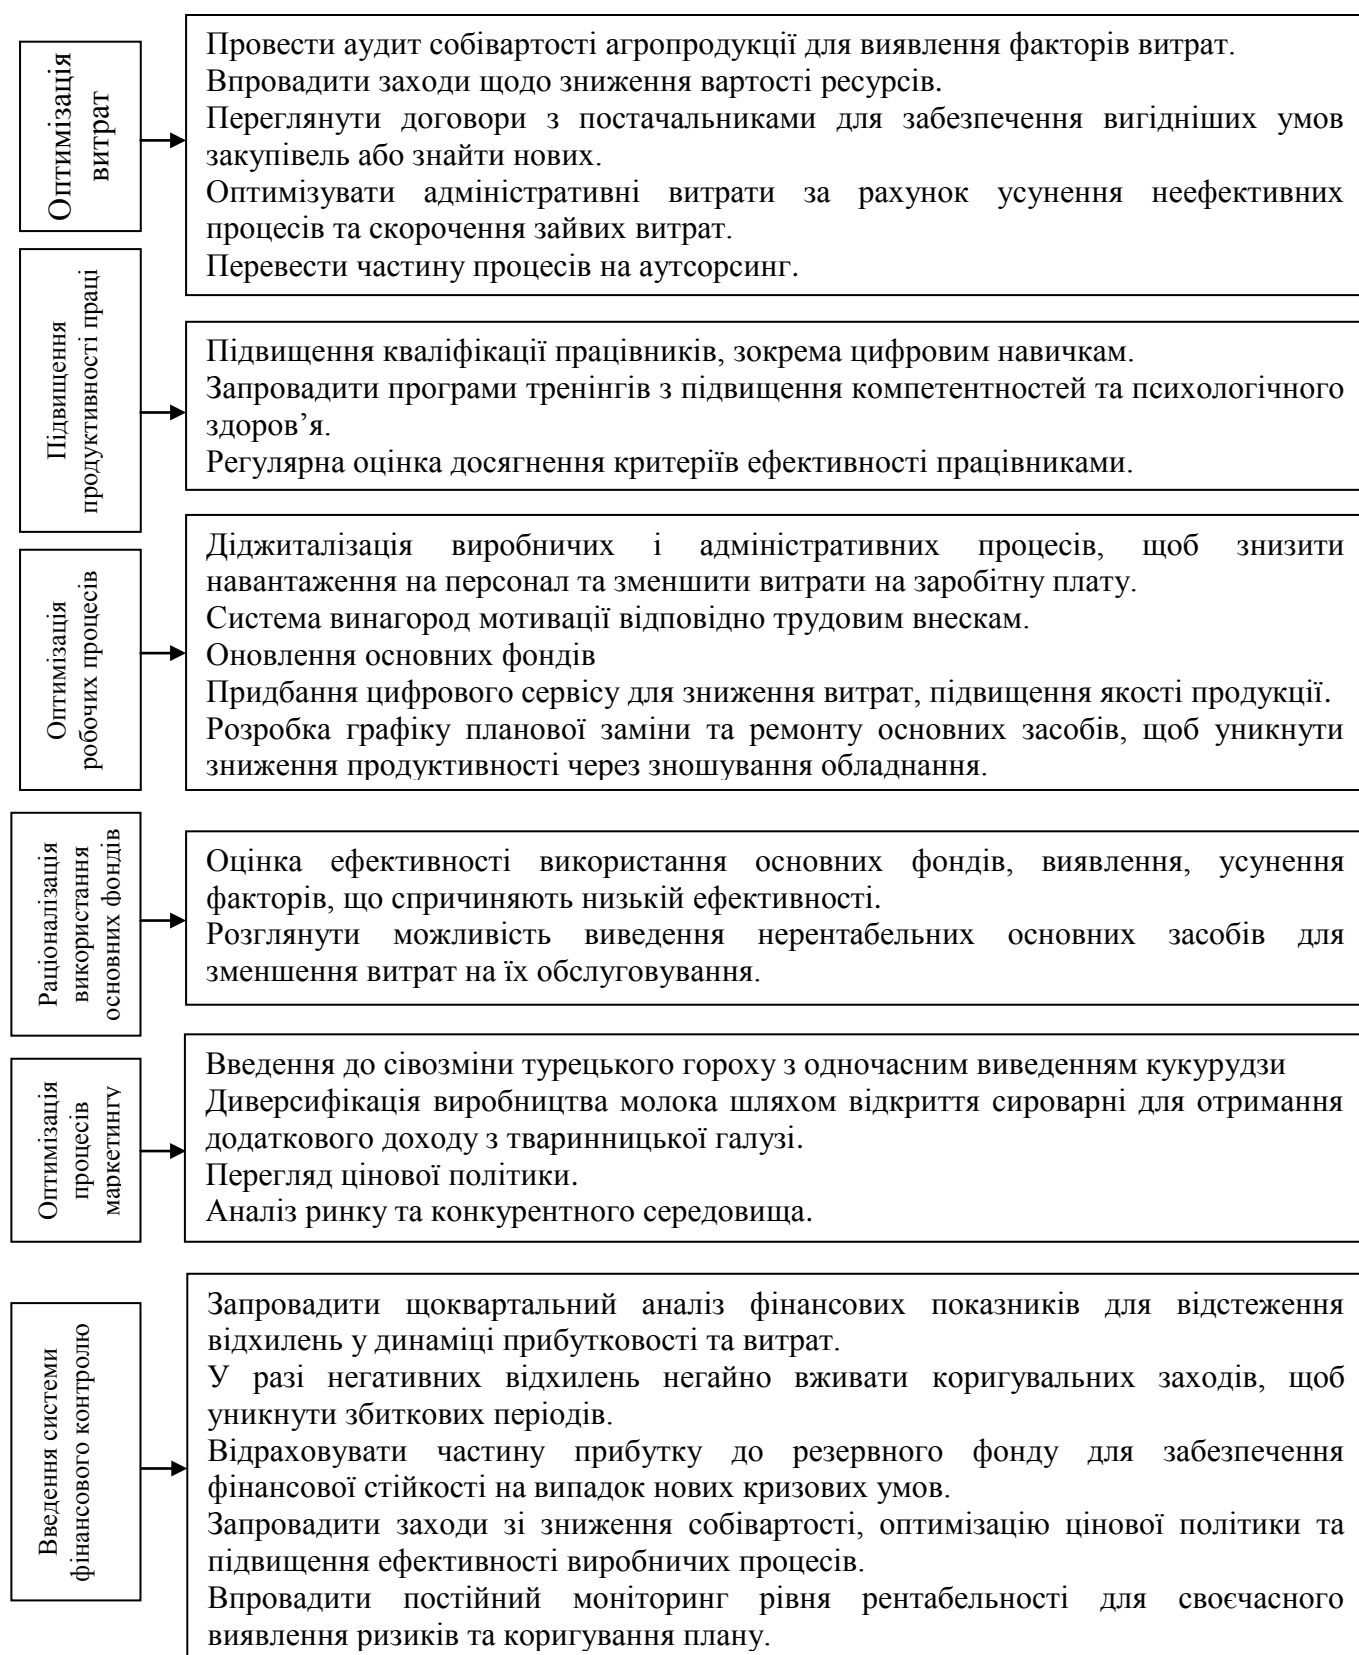 Оптимізація
витрат
Провести аудит собівартості агропродукції для виявлення факторів витрат.
Впровадити заходи щодо зниження вартості ресурсів.
Переглянути договори з постачальниками для забезпечення вигідніших умов
закупівель або знайти нових.
Оптимізувати адміністративні витрати за рахунок усунення неефективних
процесів та скорочення зайвих витрат.
Перевести частину процесів на аутсорсинг.
Підвищення
продуктивності праці
Підвищення кваліфікації працівників, зокрема цифровим навичкам.
Запровадити програми тренінгів з підвищення компетентностей та психологічного
здоров’я.
Регулярна оцінка досягнення критеріїв ефективності працівниками.
Оптимізація
робочих процесів
Діджиталізація виробничих і адміністративних процесів, щоб знизити
навантаження на персонал та зменшити витрати на заробітну плату.
Система винагород мотивації відповідно трудовим внескам.
Оновлення основних фондів
Придбання цифрового сервісу для зниження витрат, підвищення якості продукції.
Розробка графіку планової заміни та ремонту основних засобів, щоб уникнути
зниження продуктивності через зношування обладнання.
Раціоналізація
використання
основних фондів
Оцінка ефективності використання основних фондів, виявлення, усунення
факторів, що спричиняють низькій ефективності.
Розглянути можливість виведення нерентабельних основних засобів для
зменшення витрат на їх обслуговування.
Оптимізація
процесів
маркетингу
Введення до сівозміни турецького гороху з одночасним виведенням кукурудзи
Диверсифікація виробництва молока шляхом відкриття сироварні для отримання
додаткового доходу з тваринницької галузі.
Перегляд цінової політики.
Аналіз ринку та конкурентного середовища.
Введення системи
фінансового контролю
Запровадити щоквартальний аналіз фінансових показників для відстеження
відхилень у динаміці прибутковості та витрат.
У разі негативних відхилень негайно вживати коригувальних заходів, щоб
уникнути збиткових періодів.
Відраховувати частину прибутку до резервного фонду для забезпечення
фінансової стійкості на випадок нових кризових умов.
Запровадити заходи зі зниження собівартості, оптимізацію цінової політики та
підвищення ефективності виробничих процесів.
Впровадити постійний моніторинг рівня рентабельності для своєчасного
виявлення ризиків та коригування плану.